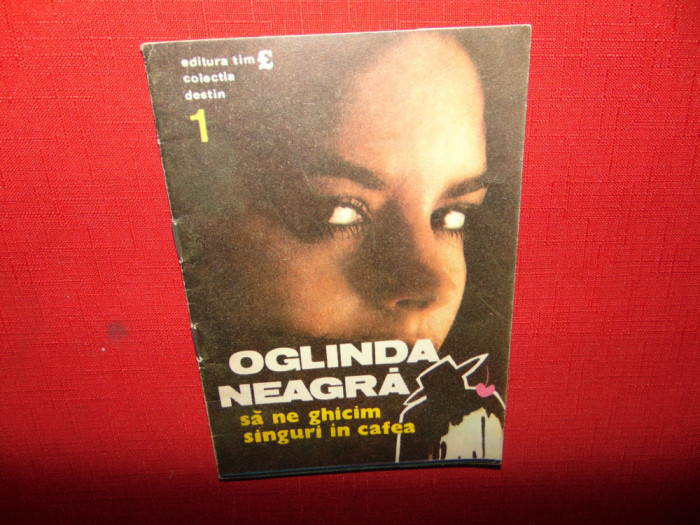 editura tim£
colectia
destin
1
OGLINDA
NEAGRĂ
să ne ghicim
singuri in cafea